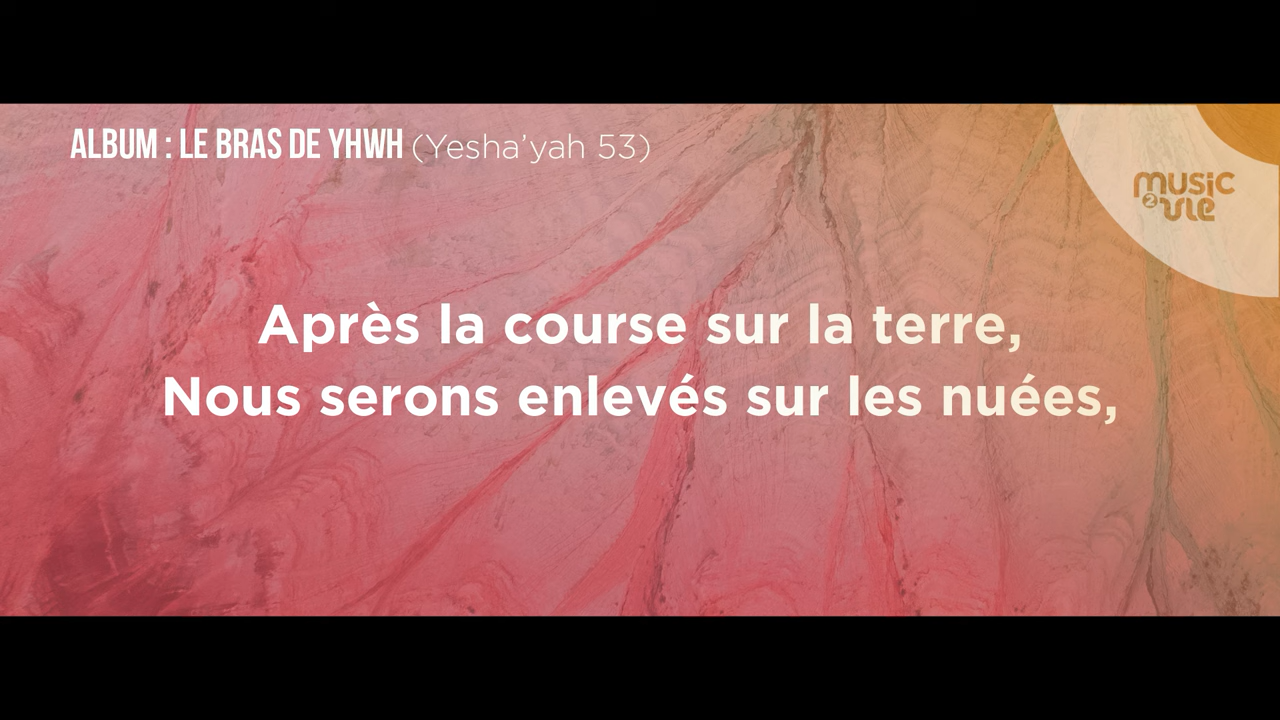 ALBUM : LE BRAS DE YHWH (Yesha'yah 53)
music
2 vie
Après la course sur la terre,
Nous serons enlevés sur les nuées,